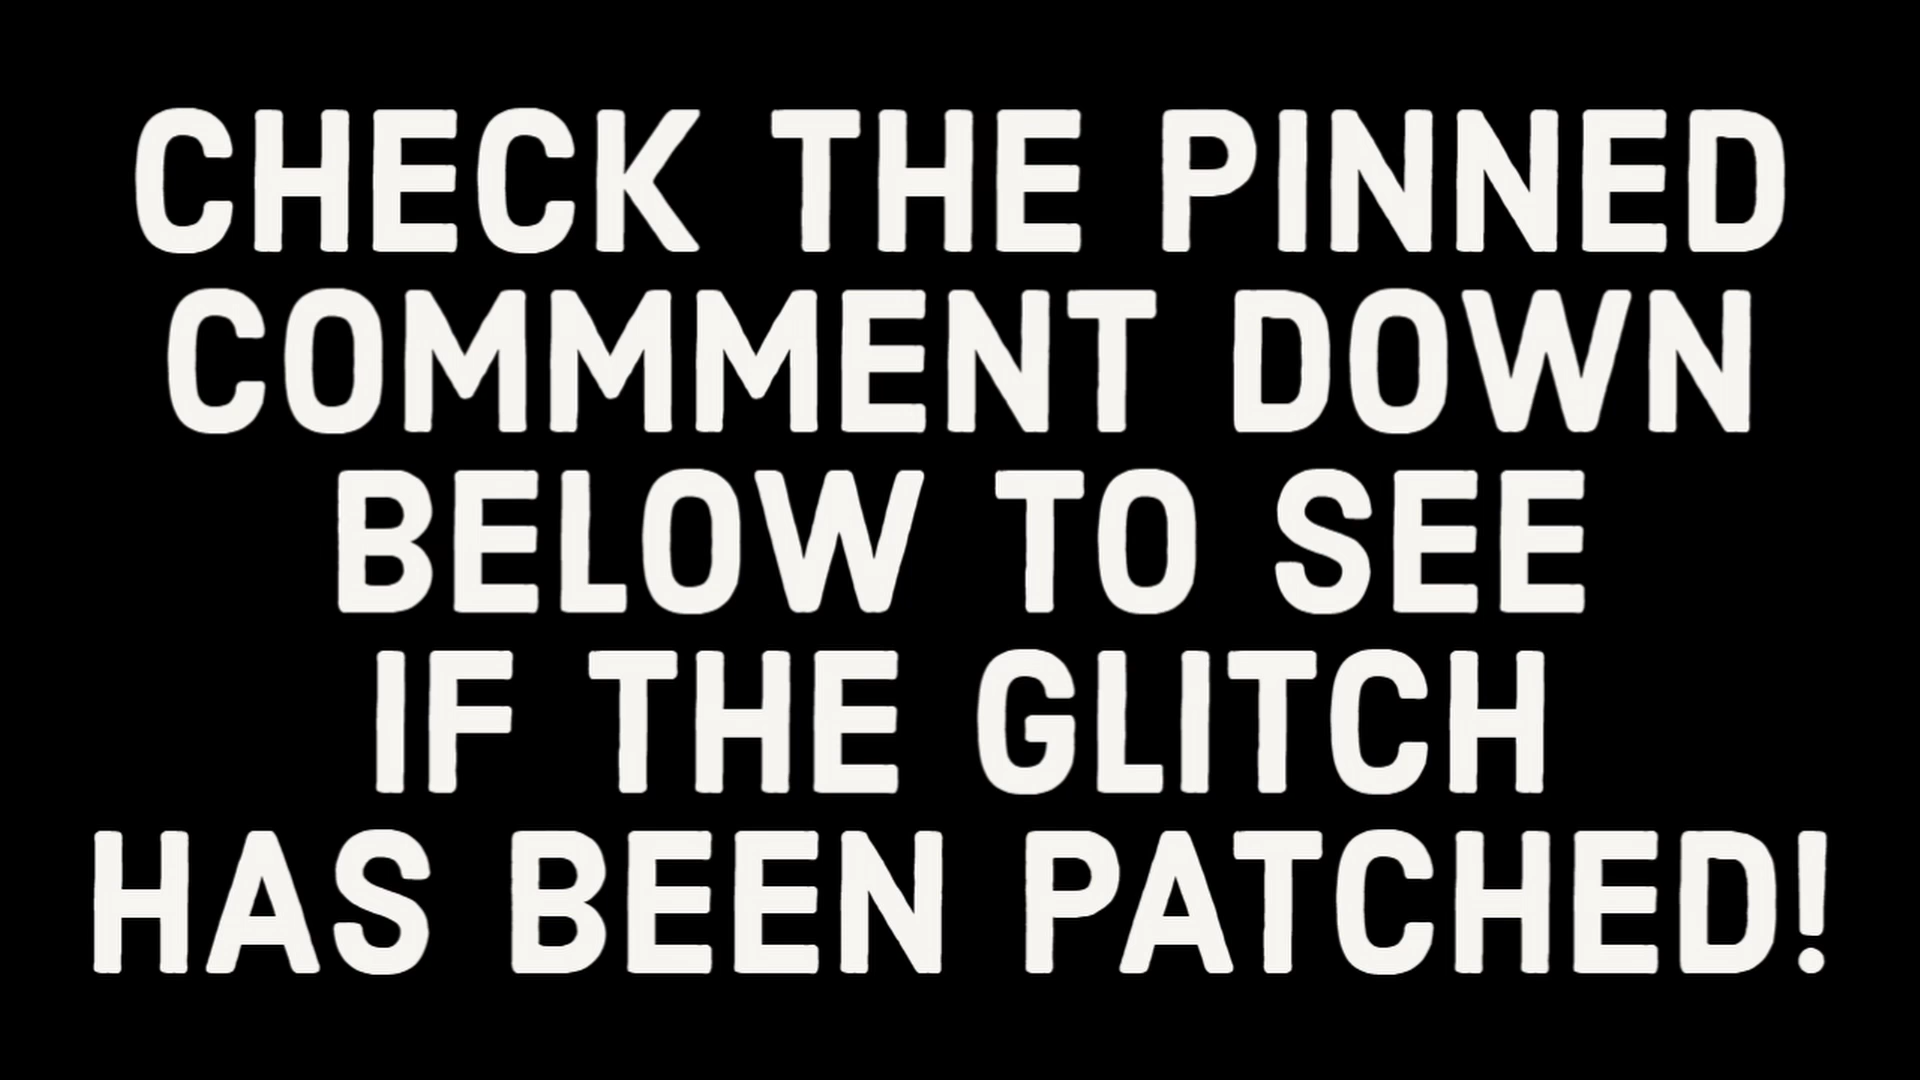 CHECK THE PINNED
COMMMENT DOWN
BELOW TO SEE
IF THE GLITCH
HAS BEEN PATCHED!